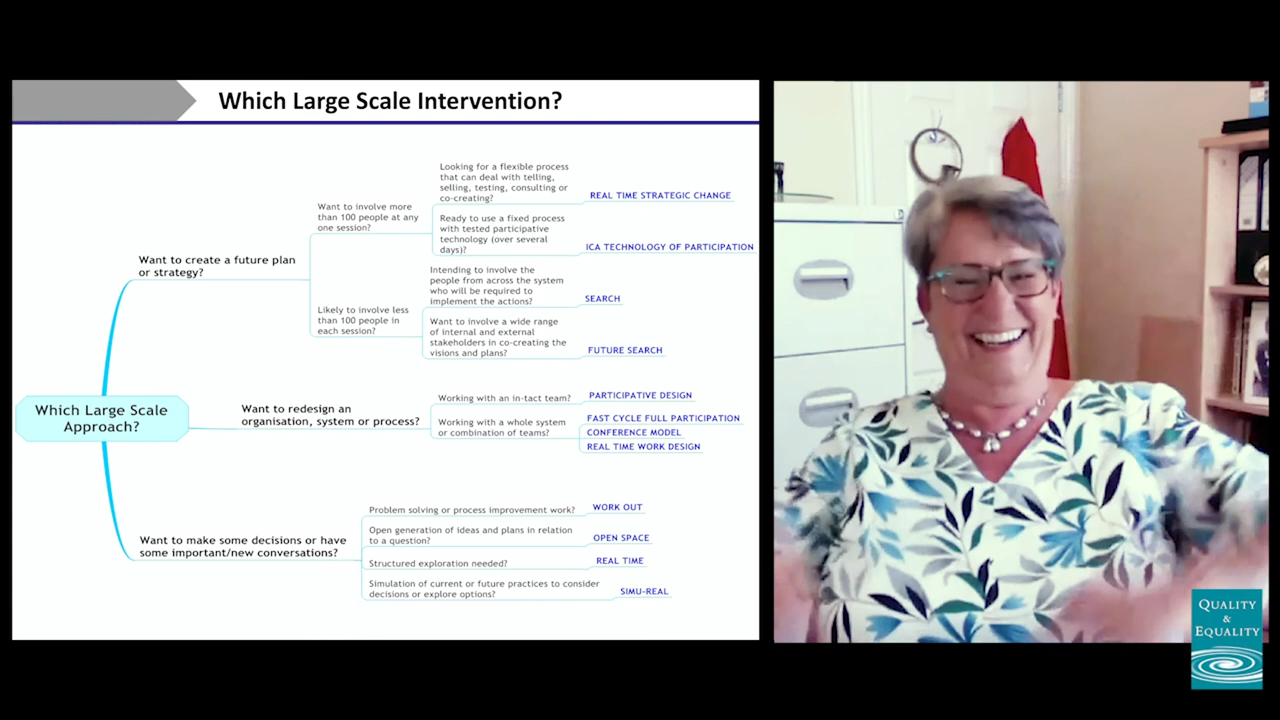 Which Large Scale Intervention?
Looking for a flexible process
that can deal with telling,
selling, testing, consulting or
co-creating?
REAL TIME STRATEGIC CHANGE
Want to involve more
than 100 people at any
one session?
Ready to use a fixed process
with tested participative
technology (over several
days)?
ICA TECHNOLOGY OF PARTICIPATION
Want to create a future plan
or strategy?
Intending to involve the
people from across the system
who will be required to
implement the actions?
SEARCH
Likely to involve less
than 100 people in
each session?
Want to involve a wide range
of internal and external
stakeholders in co-creating the
visions and plans?
FUTURE SEARCH
Which Large Scale
Approach?
Want to redesign an
organisation, system or process?
Working with an in-tact team?
PARTICIPATIVE DESIGN
Working with a whole system
or combination of teams?
FAST CYCLE FULL PARTICIPATION
CONFERENCE MODEL
REAL TIME WORK DESIGN
Want to make some decisions or have
some important/new conversations?
Problem solving or process improvement work?
WORK OUT
Open generation of ideas and plans in relation
to a question?
OPEN SPACE
Structured exploration needed?
REAL TIME
Simulation of current or future practices to consider
decisions or explore options?
SIMU-REAL
QUALITY
&
EQUALITY